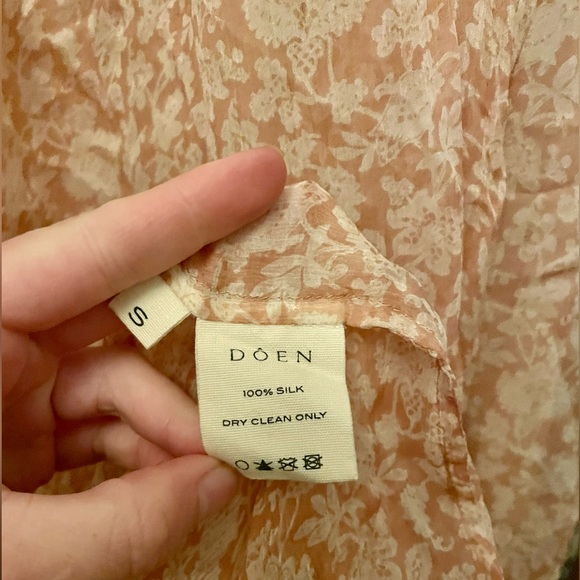 S
DÔEN
100% SILK
DRY CLEAN ONLY